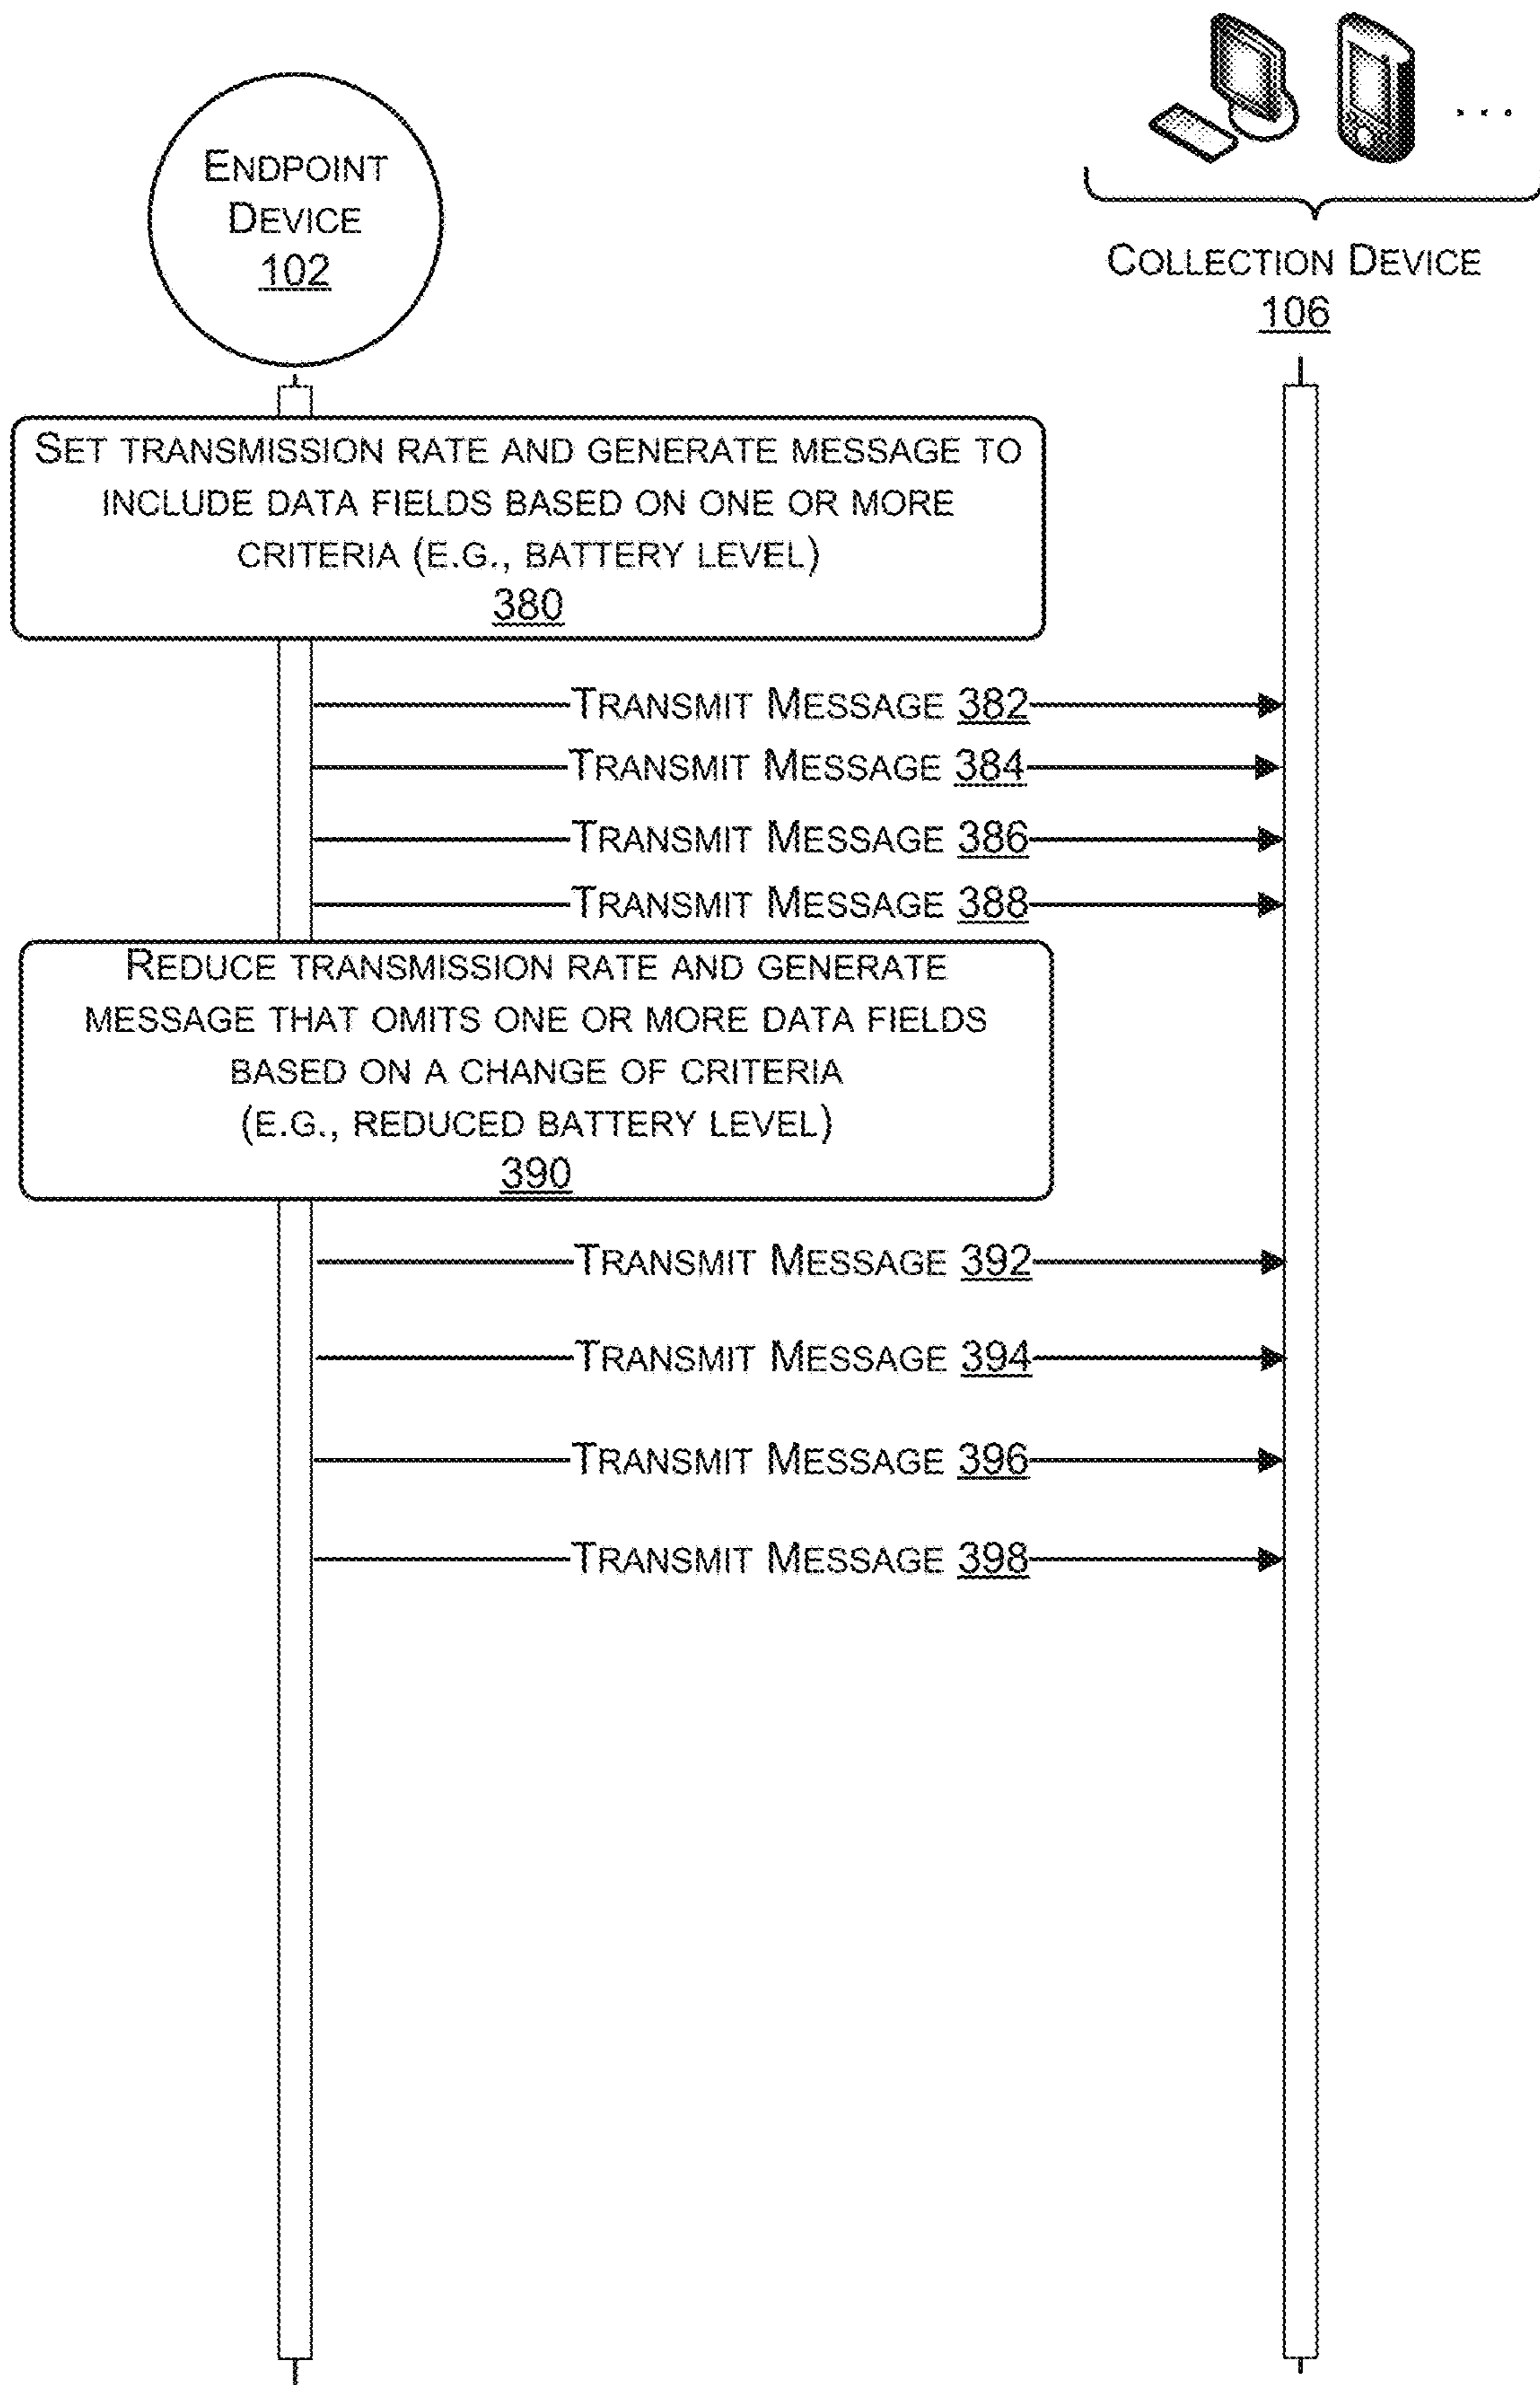 ENDPOINT
DEVICE
102
. . .
COLLECTION DEVICE
106
SET TRANSMISSION RATE AND GENERATE MESSAGE TO
INCLUDE DATA FIELDS BASED ON ONE OR MORE
CRITERIA (E.G., BATTERY LEVEL)
380
TRANSMIT MESSAGE 382
TRANSMIT MESSAGE 384
TRANSMIT MESSAGE 386
TRANSMIT MESSAGE 388
REDUCE TRANSMISSION RATE AND GENERATE
MESSAGE THAT OMITS ONE OR MORE DATA FIELDS
BASED ON A CHANGE OF CRITERIA
(E.G., REDUCED BATTERY LEVEL)
390
TRANSMIT MESSAGE 392
TRANSMIT MESSAGE 394
TRANSMIT MESSAGE 396
TRANSMIT MESSAGE 398